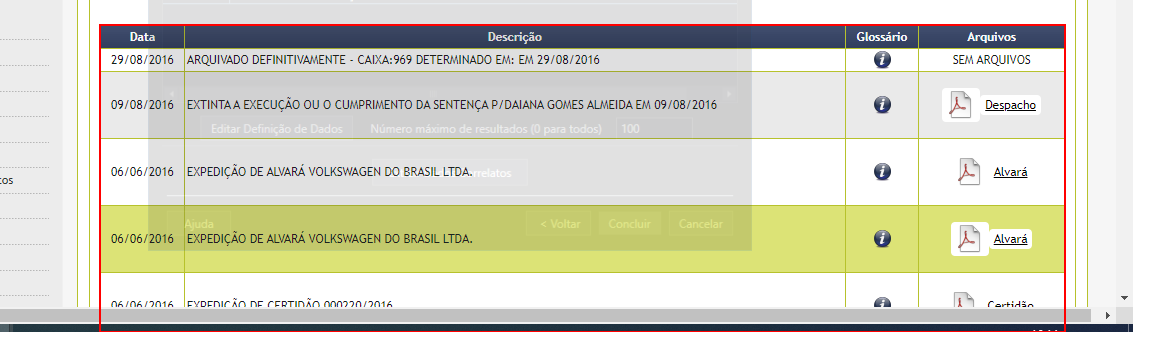 Data Descrição Glossário Arquivos
29/08/2016 ARQUIVADO DEFINITIVAMENTE - CAIXA:969 DETERMINADO EM: EM 29/08/2016 SEM ARQUIVOS
09/08/2016 EXTINTA A EXECUÇÃO OU O CUMPRIMENTO DA SENTENÇA P/DAIANA GOMES ALMEIDA EM 09/08/2016 Despacho
Editar Definição de Dados Número máximo de resultados (0 para todos) 100
06/06/2016 EXPEDIÇÃO DE ALVARÁ VOLKSWAGEN DO BRASIL LTDA. Alvará
Ajuda < Voltar Concluir Cancelar
06/06/2016 EXPEDIÇÃO DE ALVARÁ VOLKSWAGEN DO BRASIL LTDA. Alvará
06/06/2016 EXPEDIÇÃO DE CERTIDÃO 000220/2016 Certidão